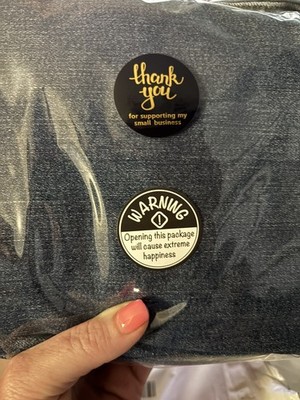 thank
you
for supporting my
small business
WARNING
!
Opening this package
will cause extreme
happiness